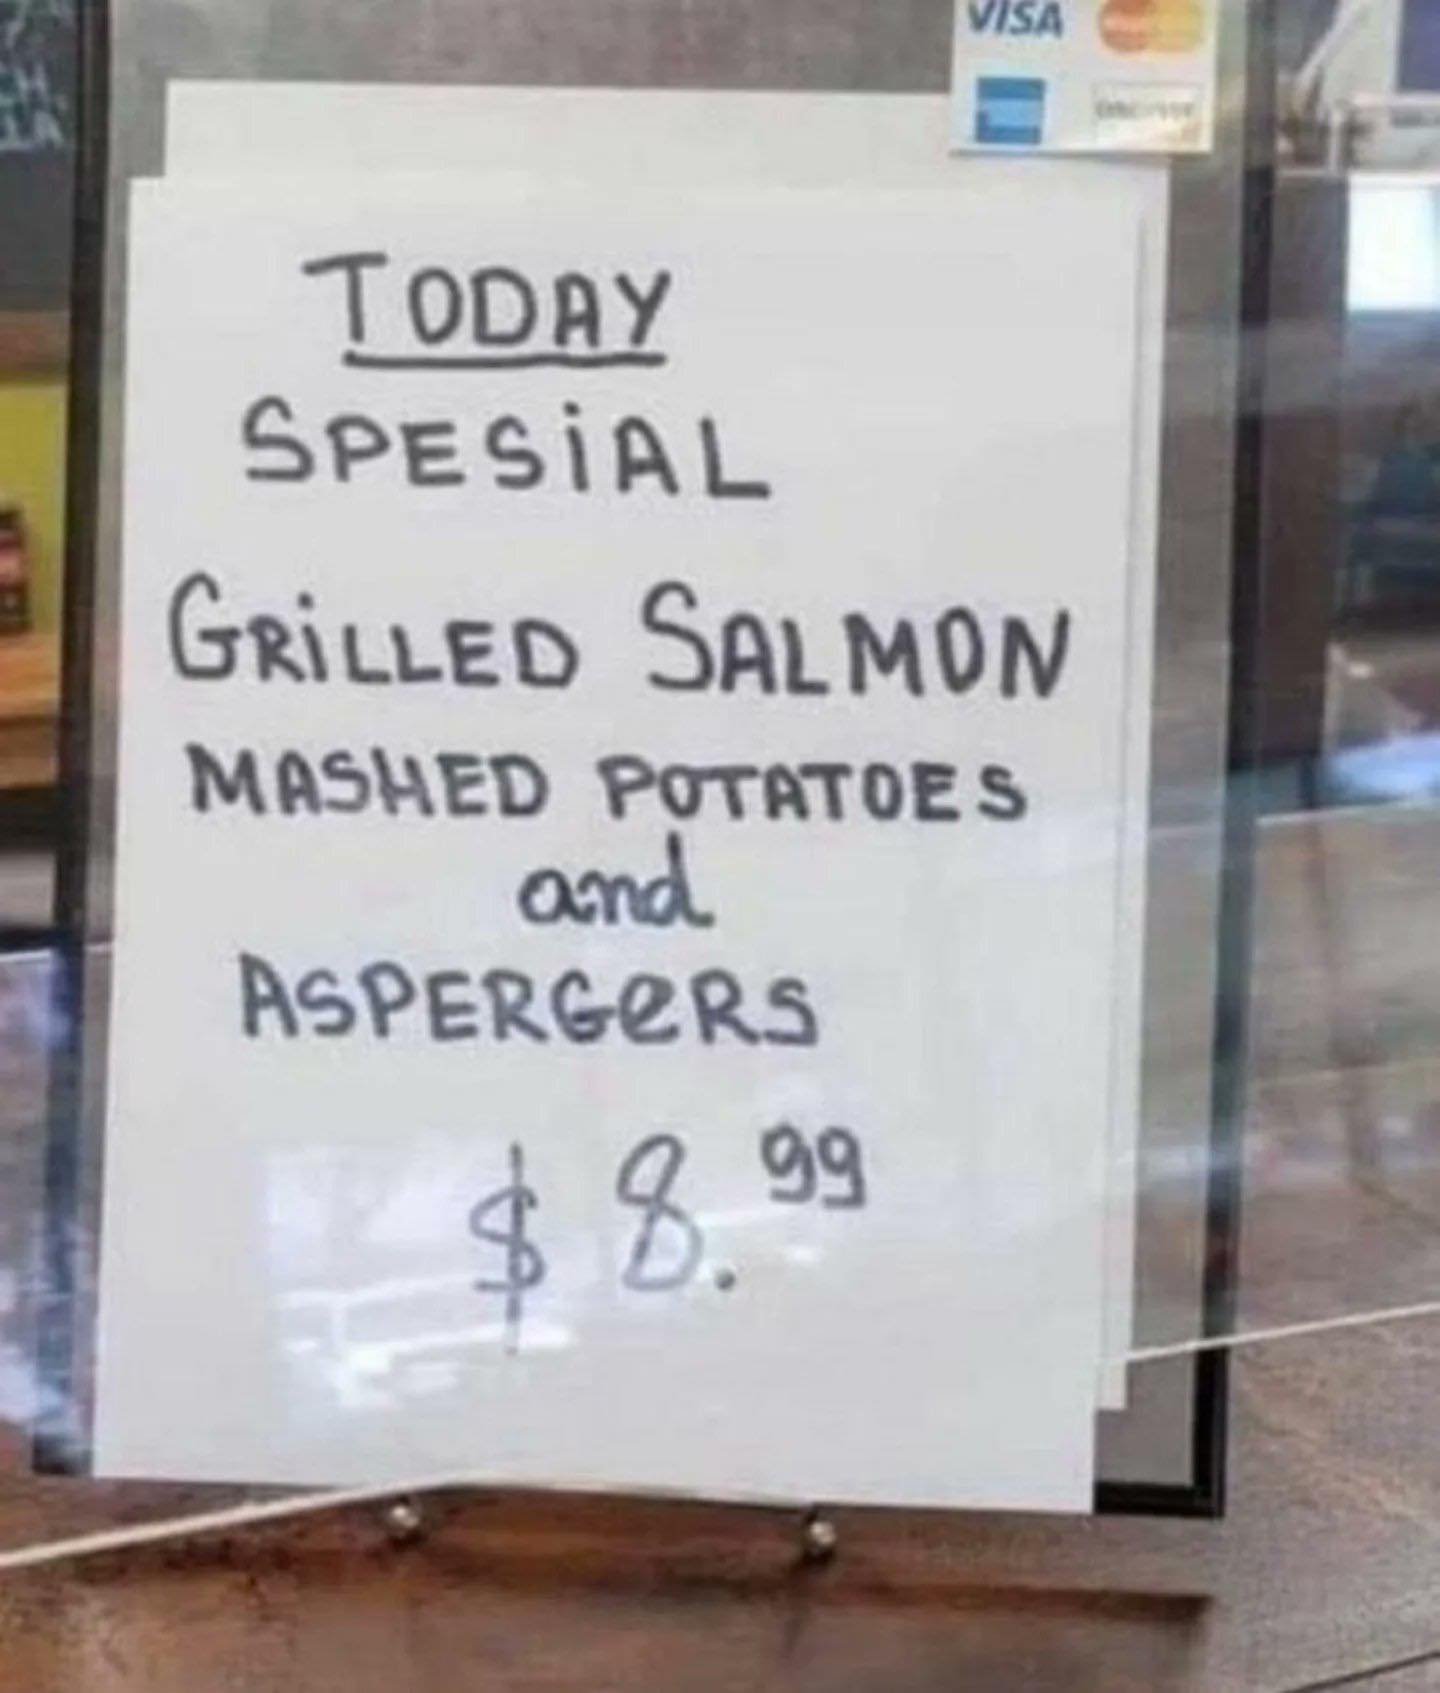 VISA
TODAY
SPESiAL
GRiLLED SALMON
MASHED POTATOES
and
ASPERGeRS
$ 8.99